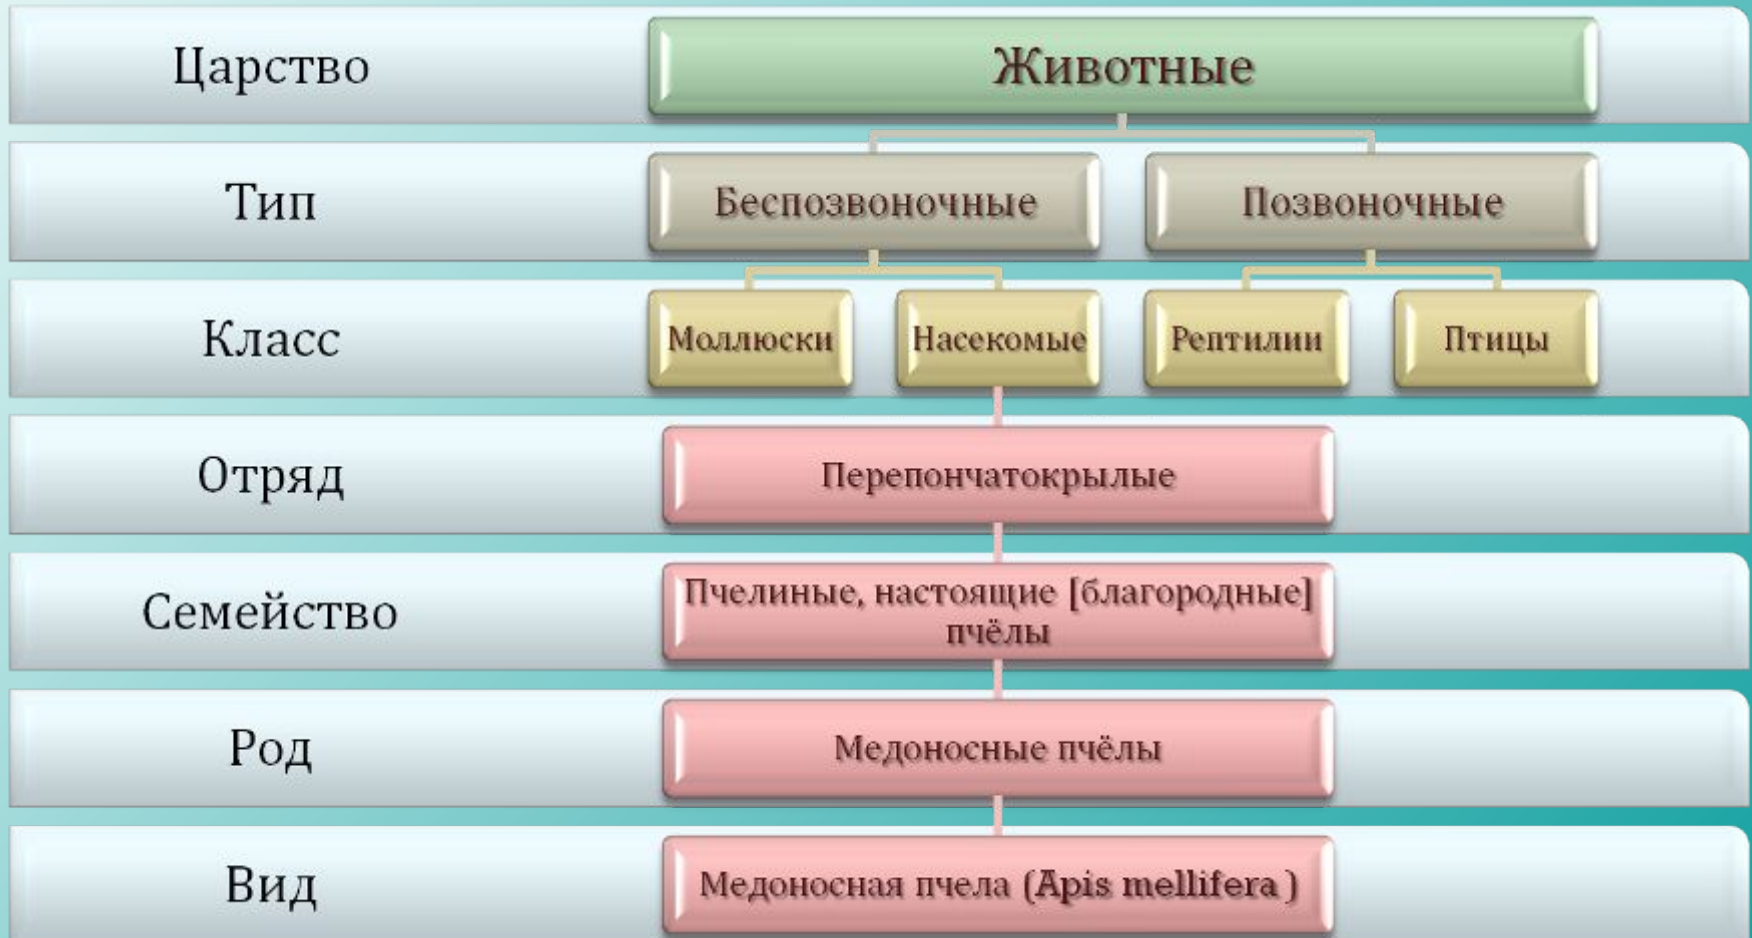 Царство
Животные
Тип
Беспозвоночные
Позвоночные
Класс
Моллюски
Насекомые
Рептилии
Птицы
Отряд
Перепончатокрылые
Семейство
Пчелиные, настоящие [благородные]
пчёлы
Род
Медоносные пчёлы
Вид
Медоносная пчела (Apis mellifera )